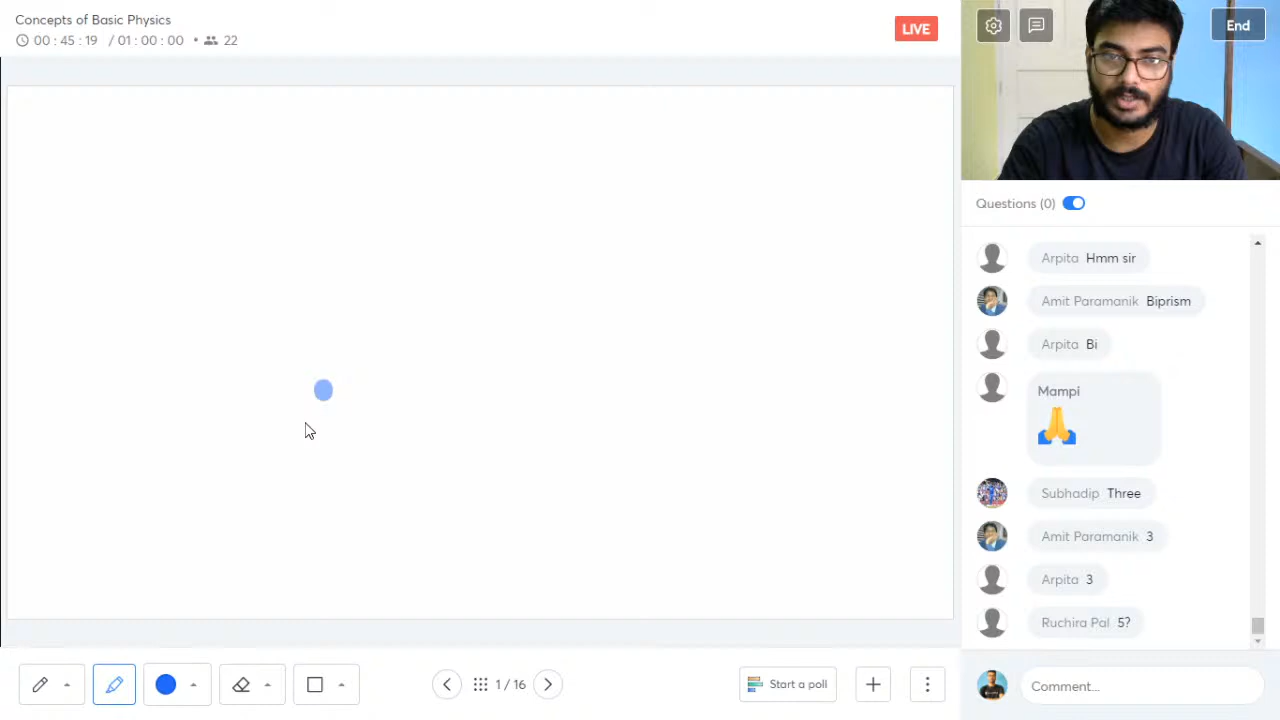 Concepts of Basic Physics
00 : 45 : 19 / 01 : 00 : 00 • 22
LIVE
End
Questions (0)
Arpita Hmm sir
Amit Paramanik Biprism
Arpita Bi
Mampi
Subhadip Three
Amit Paramanik 3
Arpita 3
Ruchira Pal 5?
1 / 16
Start a poll
Comment...